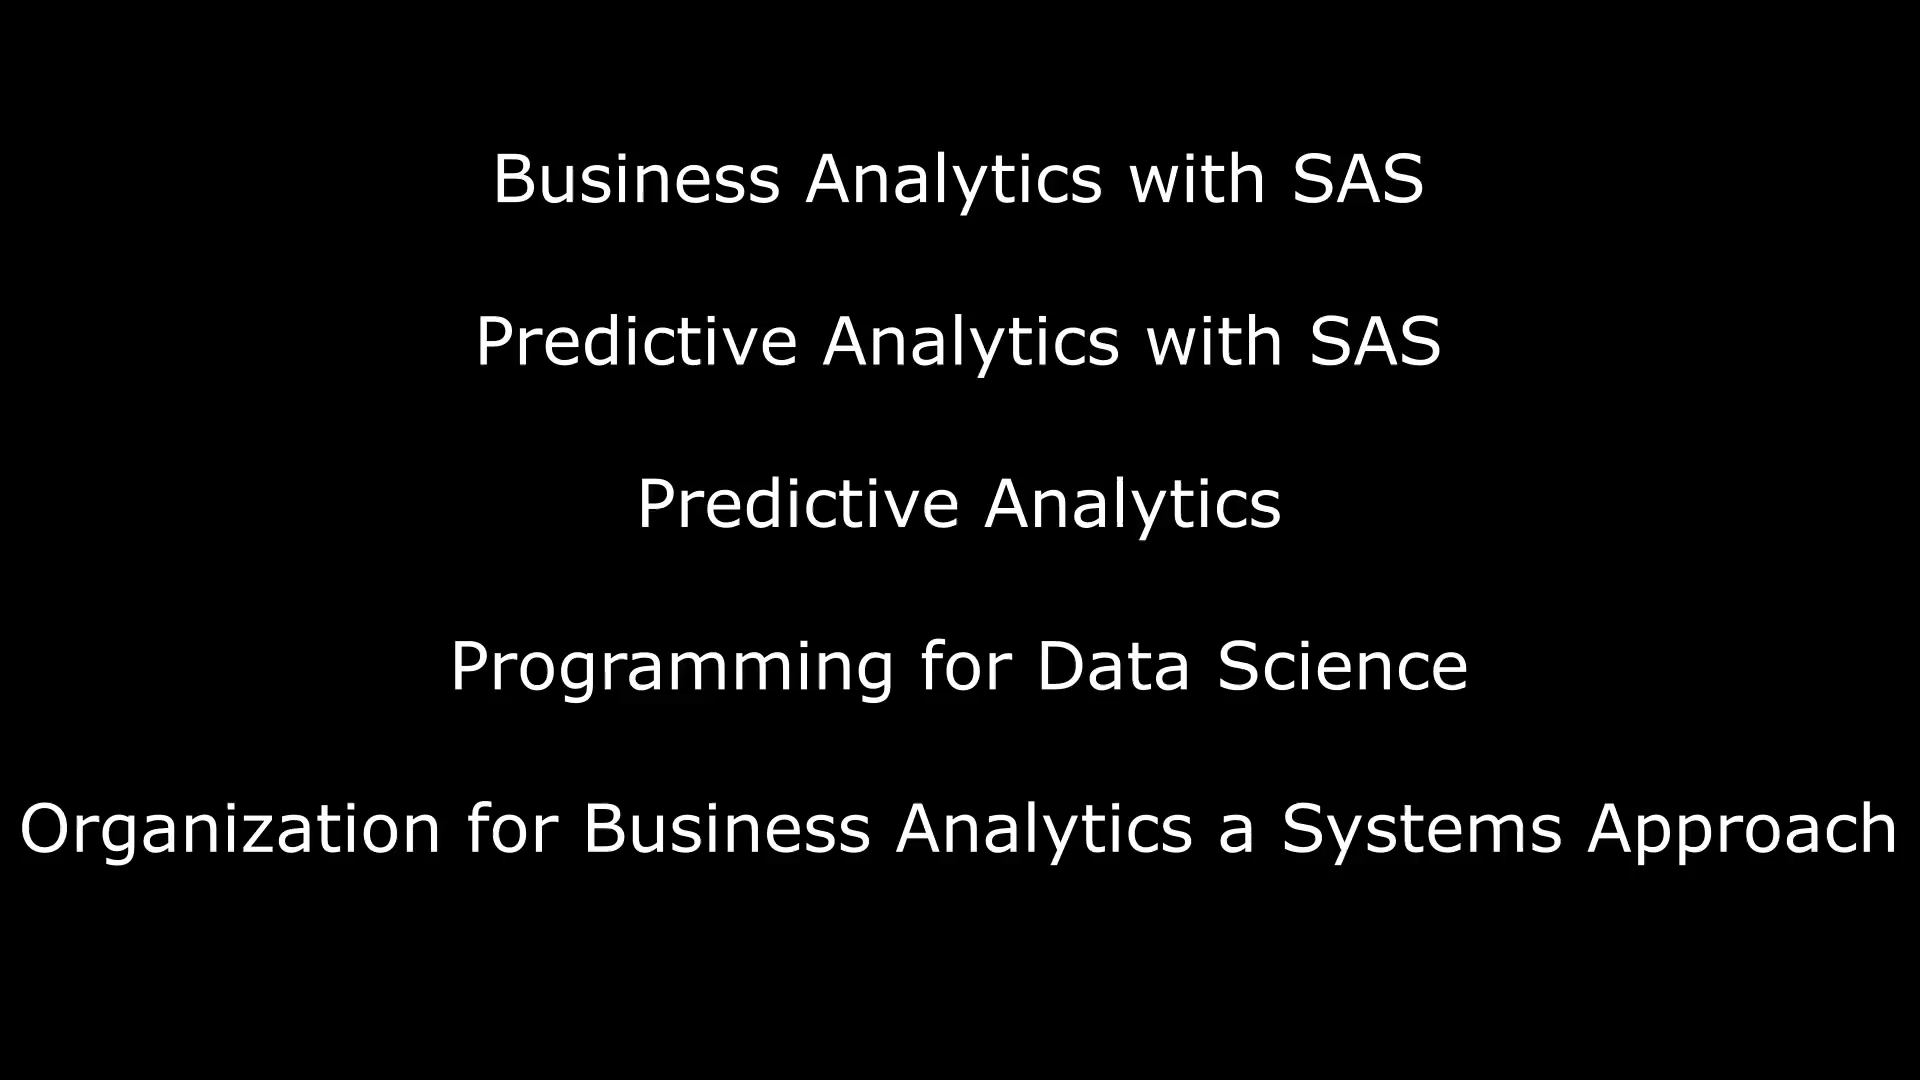 Business Analytics with SAS
Predictive Analytics with SAS
Predictive Analytics
Programming for Data Science
Organization for Business Analytics a Systems Approach